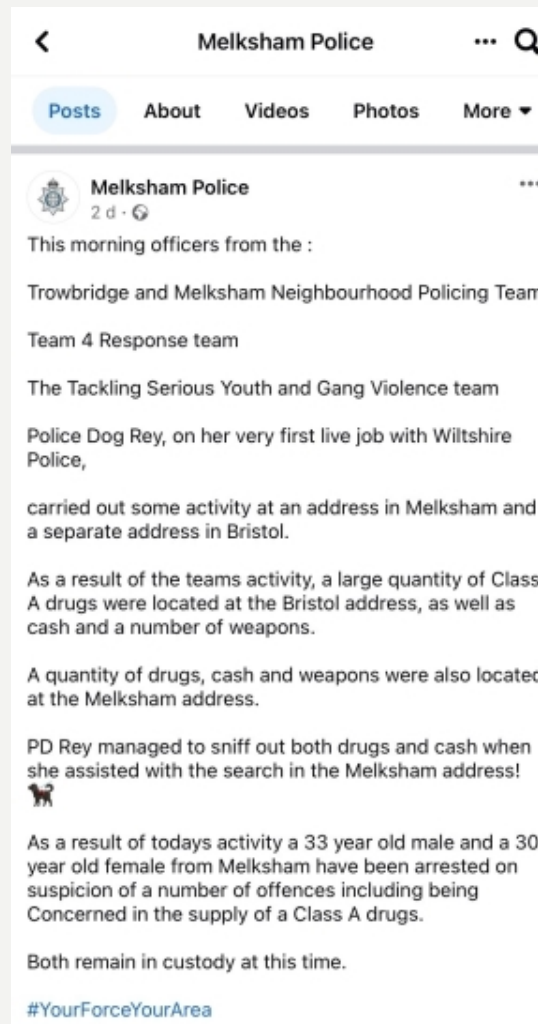 Melksham Police
Posts About Videos Photos More
Melksham Police
2 d ·
This morning officers from the :
Trowbridge and Melksham Neighbourhood Policing Team
Team 4 Response team
The Tackling Serious Youth and Gang Violence team
Police Dog Rey, on her very first live job with Wiltshire
Police,
carried out some activity at an address in Melksham and
a separate address in Bristol.
As a result of the teams activity, a large quantity of Class
A drugs were located at the Bristol address, as well as
cash and a number of weapons.
A quantity of drugs, cash and weapons were also located
at the Melksham address.
PD Rey managed to sniff out both drugs and cash when
she assisted with the search in the Melksham address!
As a result of todays activity a 33 year old male and a 30
year old female from Melksham have been arrested on
suspicion of a number of offences including being
Concerned in the supply of a Class A drugs.
Both remain in custody at this time.
#YourForceYourArea